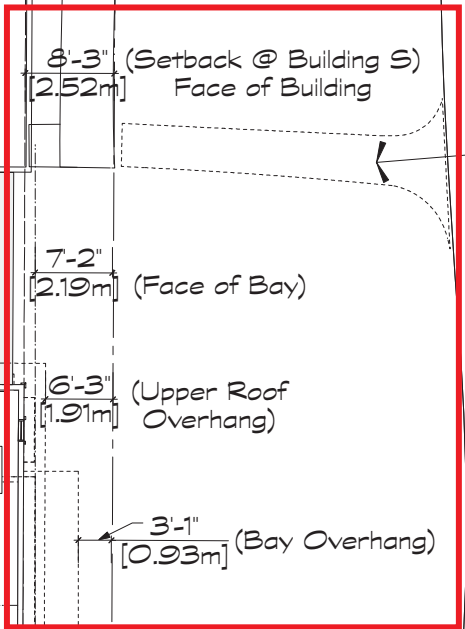 8'-3" (Setback @ Building S)
[2.52m] Face of Building
7'-2"
[2.19m] (Face of Bay)
6'-3" (Upper Roof
[1.91m] Overhang)
3'-1"
[0.93m] (Bay Overhang)